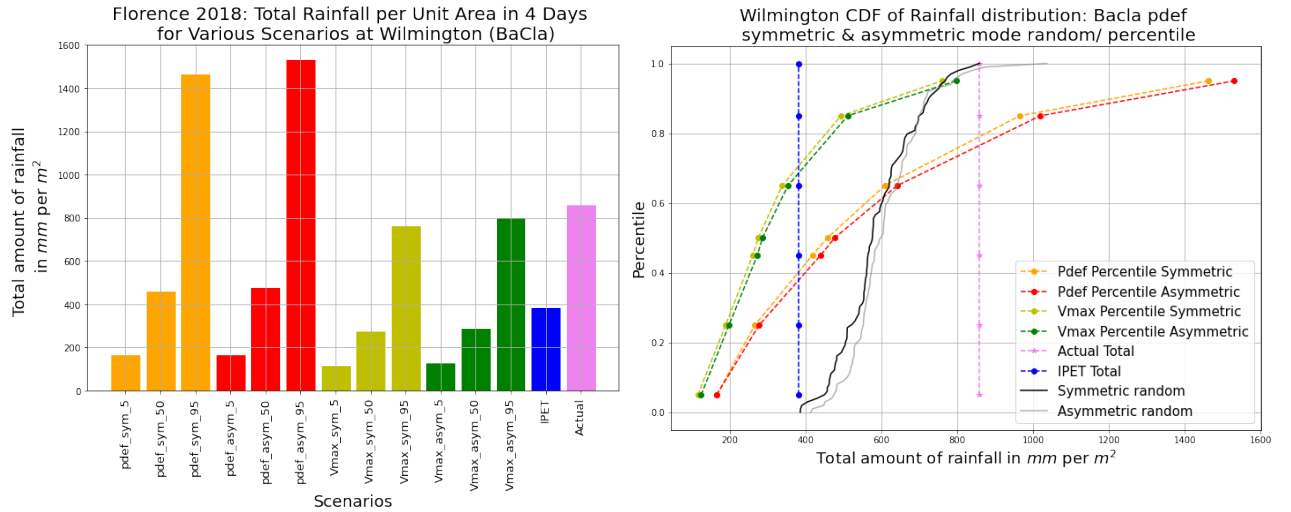 Florence 2018: Total Rainfall per Unit Area in 4 Days
for Various Scenarios at Wilmington (BaCla)
Total amount of rainfall
in mm per m²
1600
1400
1200
1000
800
600
400
200
0
pdef_sym_5
pdef_sym_50
pdef_sym_95
pdef_asym_5
pdef_asym_50
pdef_asym_95
Vmax_sym_5
Vmax_sym_50
Vmax_sym_95
Vmax_asym_5
Vmax_asym_50
Vmax_asym_95
IPET
Actual
Scenarios
Wilmington CDF of Rainfall distribution: Bacla pdef
symmetric & asymmetric mode random/ percentile
Percentile
1.0
0.8
0.6
0.4
0.2
0.0
Pdef Percentile Symmetric
Pdef Percentile Asymmetric
Vmax Percentile Symmetric
Vmax Percentile Asymmetric
Actual Total
IPET Total
Symmetric random
Asymmetric random
200
400
600
800
1000
1200
1400
1600
Total amount of rainfall in mm per m²